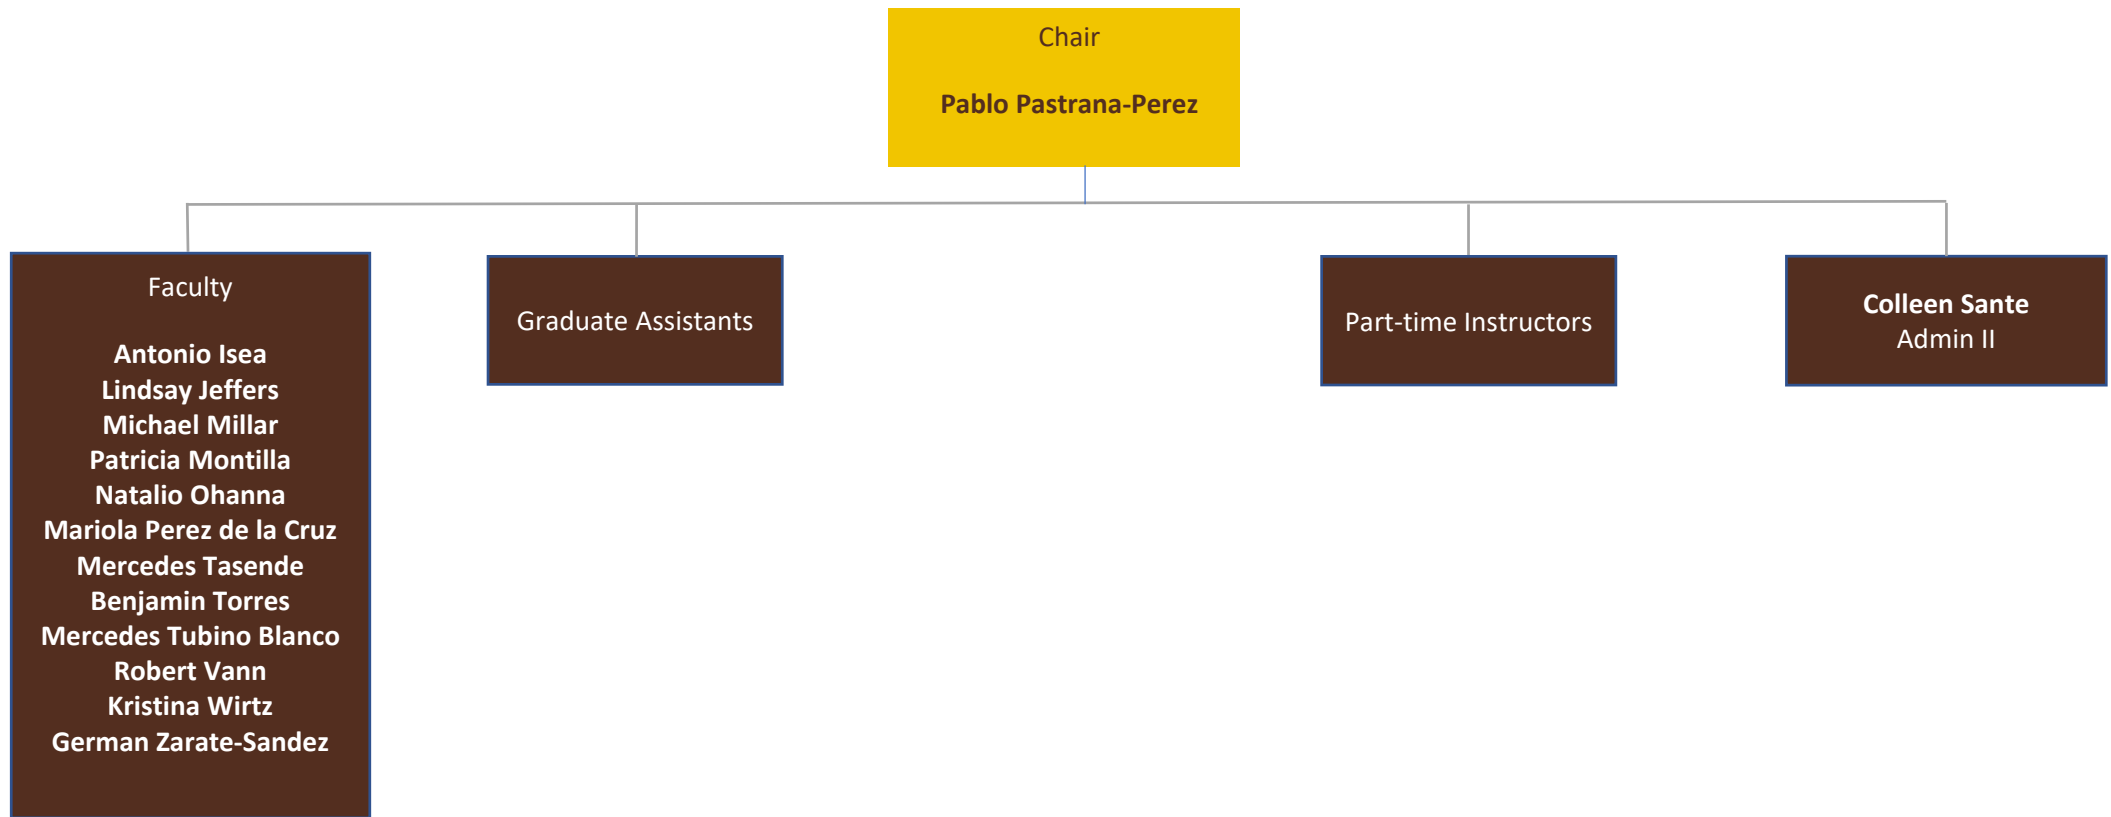 Chair
Pablo Pastrana-Perez
Faculty
Antonio Isea
Lindsay Jeffers
Michael Millar
Patricia Montilla
Natalio Ohanna
Mariola Perez de la Cruz
Mercedes Tasende
Benjamin Torres
Mercedes Tubino Blanco
Robert Vann
Kristina Wirtz
German Zarate-Sandez
Graduate Assistants
Part-time Instructors
Colleen Sante
Admin II